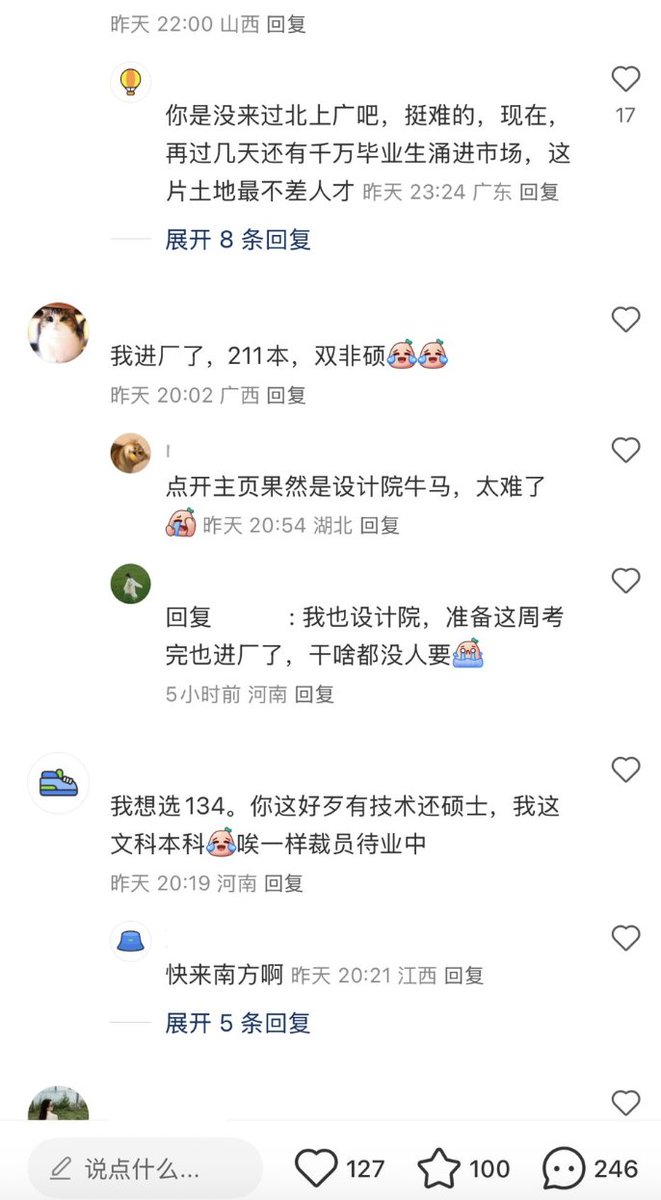 昨天 22:00 山西 回复
你是没来过北上广吧，挺难的，现在，
再过几天还有千万毕业生涌进市场，这
片土地最不差人才 昨天 23:24 广东 回复
17
展开 8 条回复
我进厂了，211本，双非硕
昨天 20:02 广西 回复
点开主页果然是设计院牛马，太难了
昨天 20:54 湖北 回复
回复 : 我也设计院，准备这周考
完也进厂了，干啥都没人要
5小时前 河南 回复
我想选134。你这好歹有技术还硕士，我这
文科本科唉一样裁员待业中
昨天 20:19 河南 回复
快来南方啊 昨天 20:21 江西 回复
展开 5 条回复
说点什么... 127 100 246